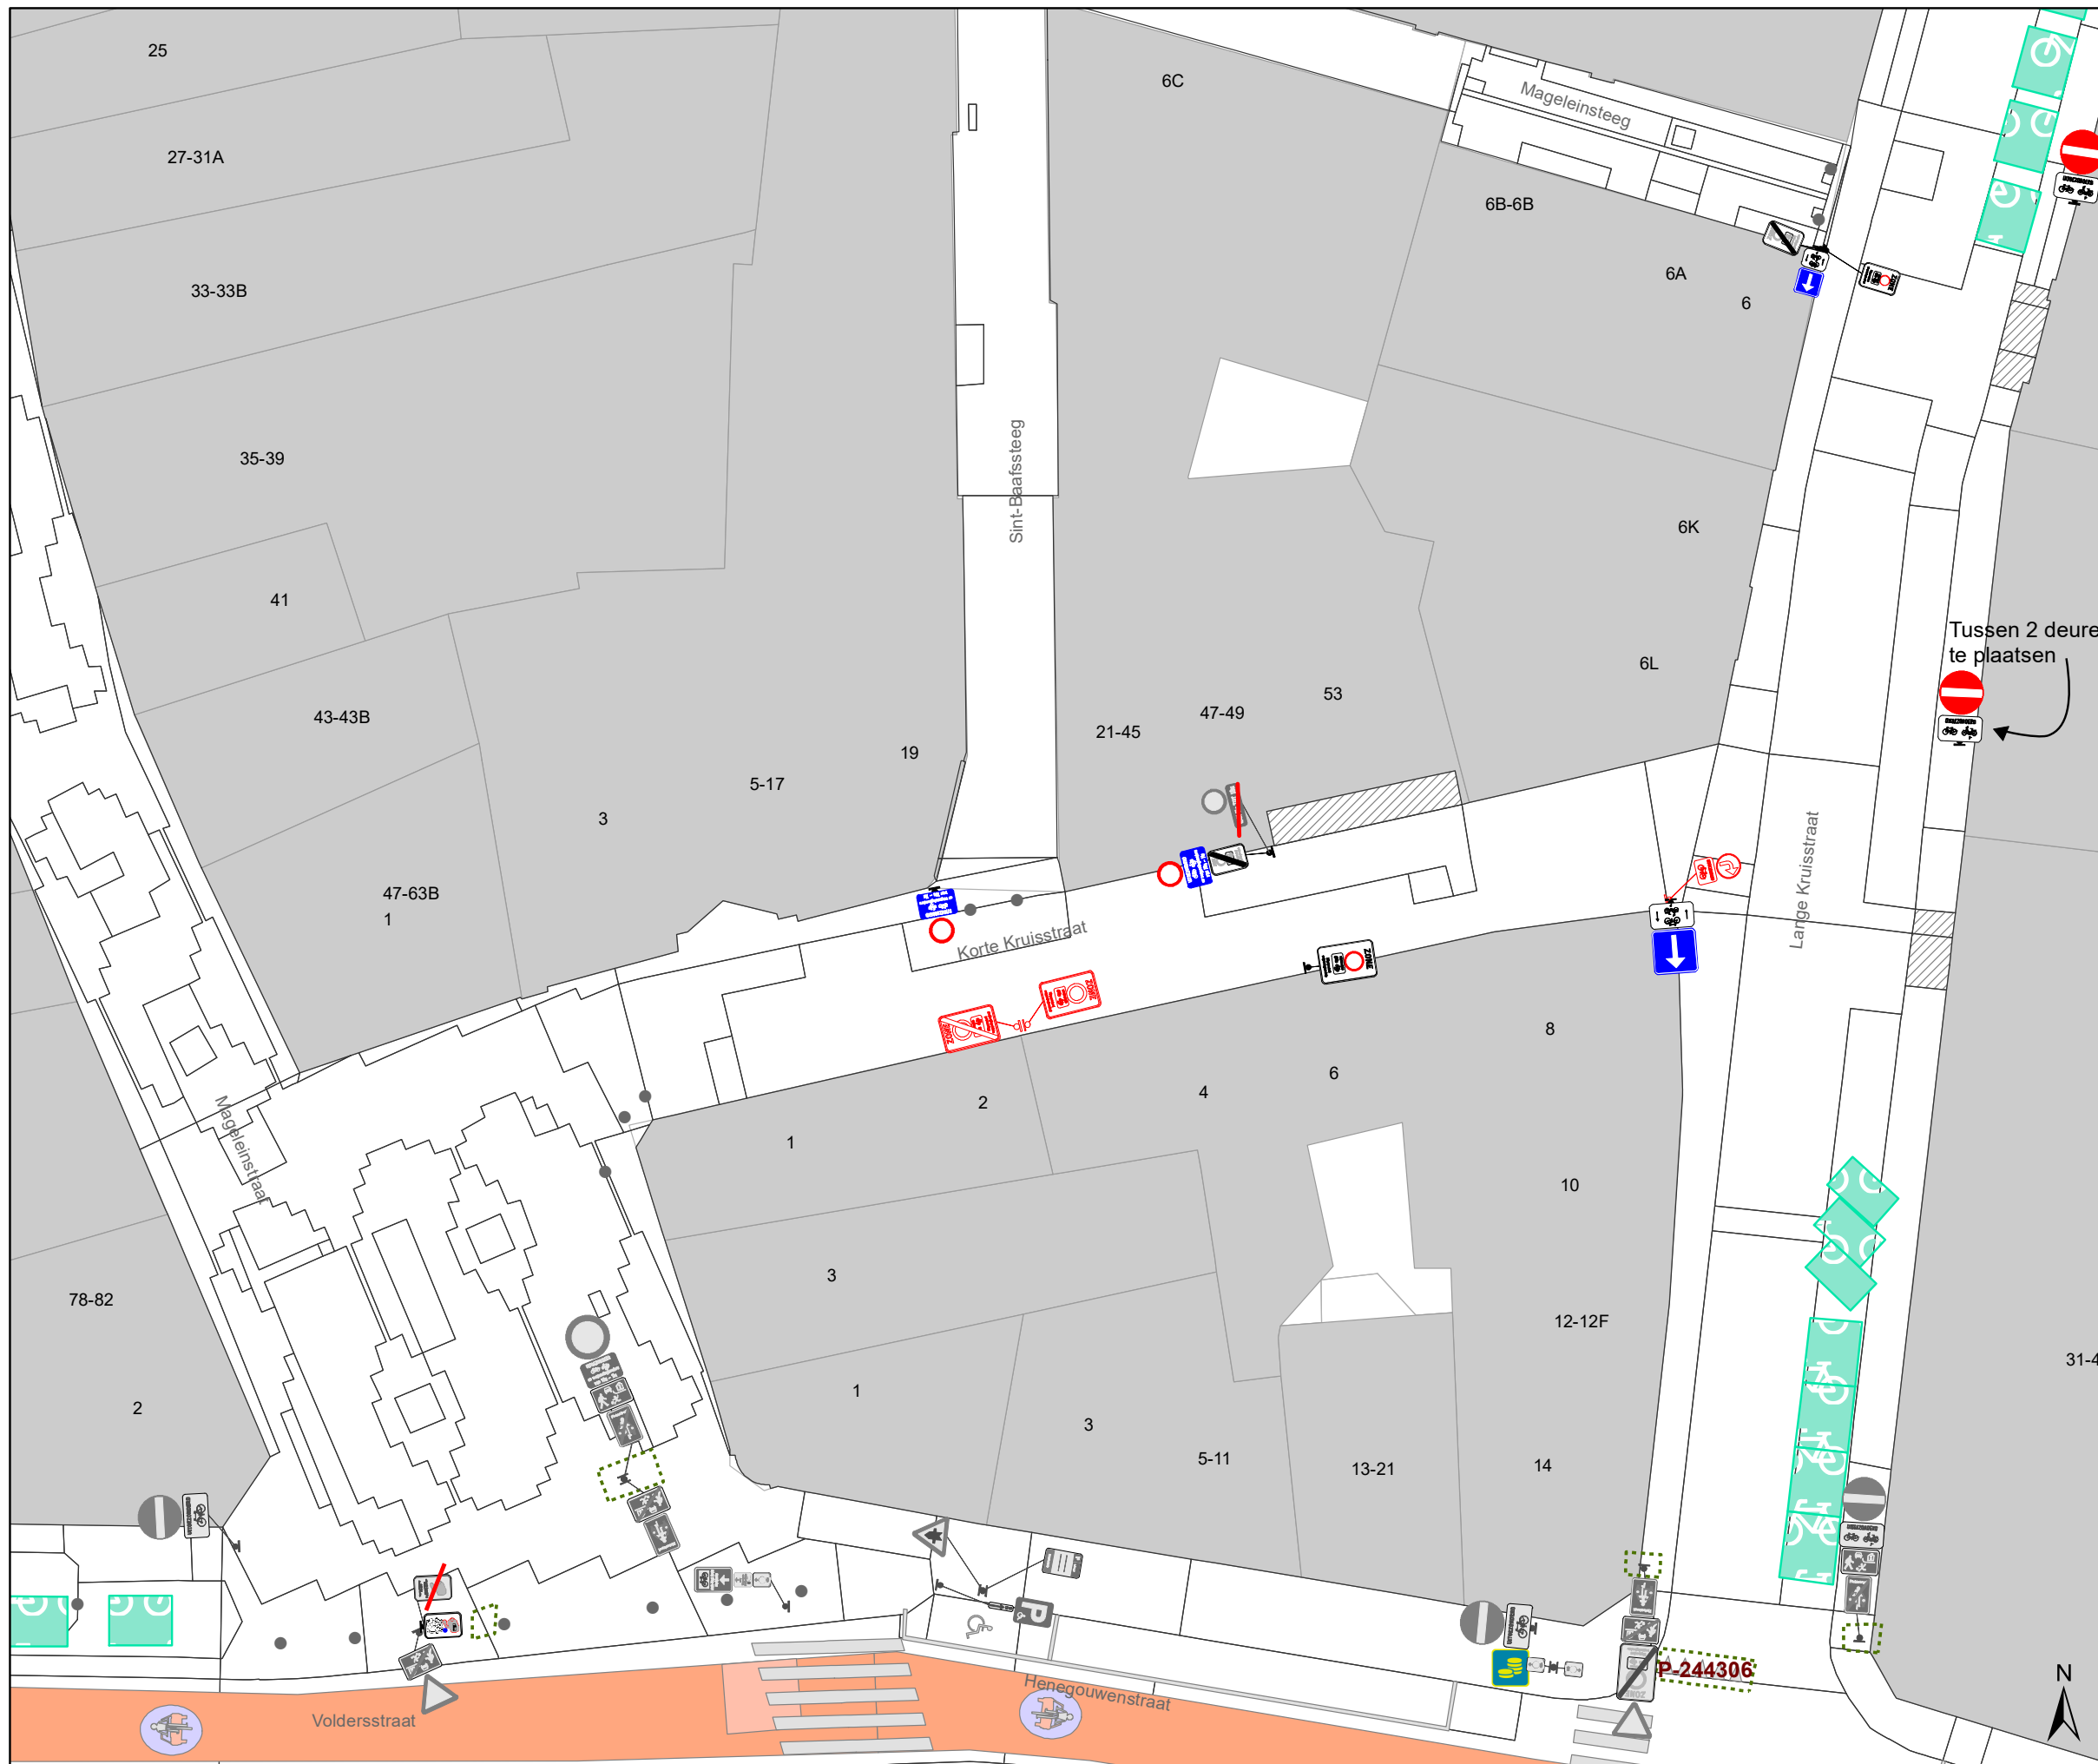 25
6C
Mageleinsteeg
27-31A
6B-6B
6A
6
33-33B
35-39
Sint-Baafssteeg
6K
41
Tussen 2 deure
te plaatsen
6L
43-43B
53
47-49
21-45
19
5-17
3
47-63B
1
Korte Kruisstraat
Lange Kruisstraat
ZONE
ZONE
8
6
4
2
1
Mageleinstraat
10
3
78-82
12-12F
31-4
1
2
3
5-11
13-21
14
P
P-244306
Henegouwenstraat
Voldersstraat
N